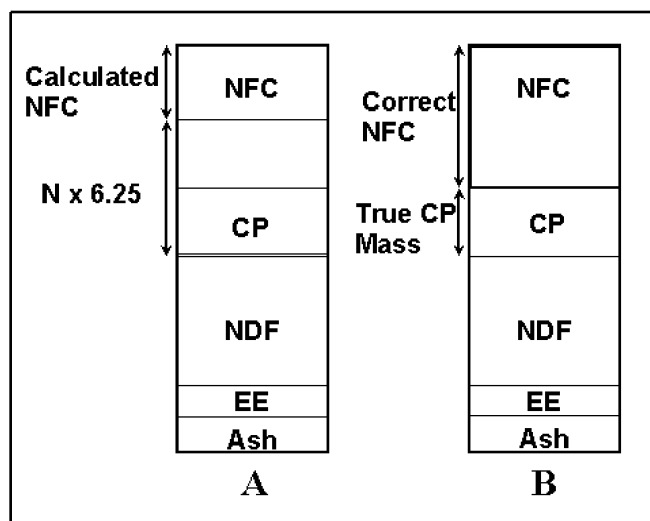 Calculated
NFC
N x 6.25
NFC
CP
NDF
EE
Ash
A
Correct
NFC
True CP
Mass
NFC
CP
NDF
EE
Ash
B